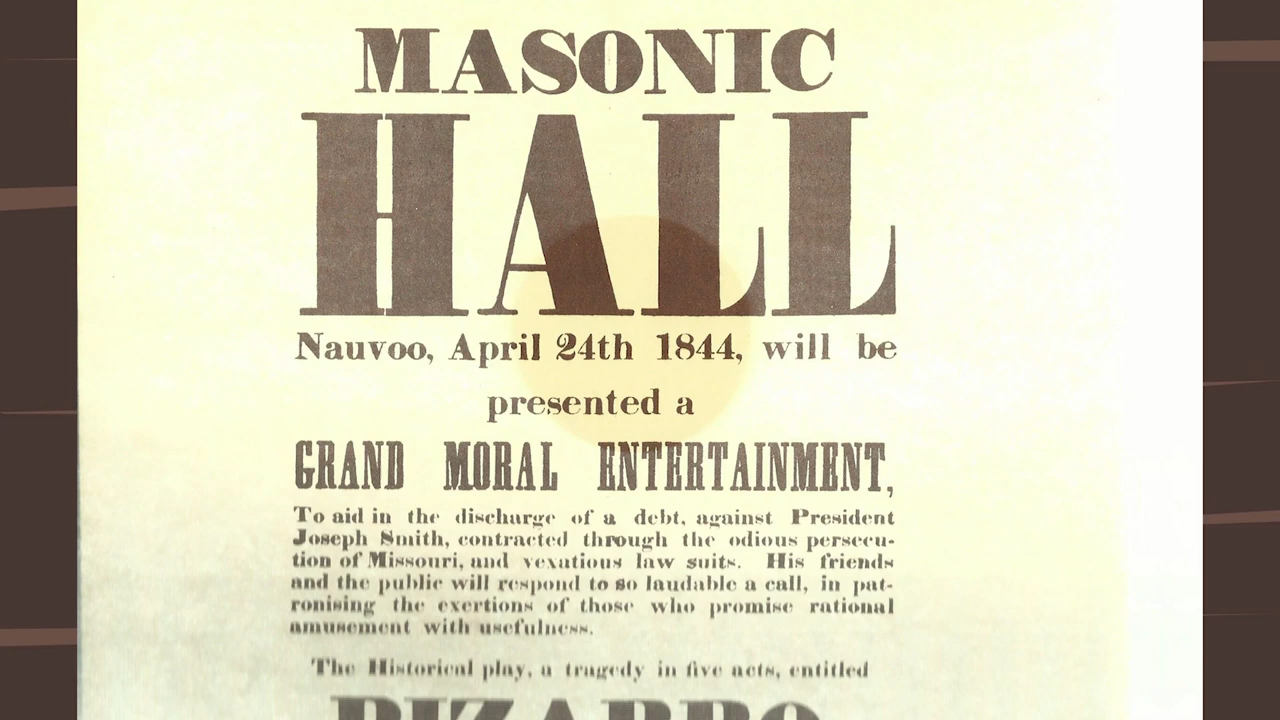 MASONIC
HALL
Nauvoo, April 24th 1844, will be
presented a
GRAND MORAL ENTERTAINMENT,
To aid in the discharge of a debt, against President
Joseph Smith, contracted through the odious persecu-
tion of Missouri, and vexatious law suits. His friends
and the public will respond to so laudable a call, in pat-
ronising the exertions of those who promise rational
amusement with usefulness.
The Historical play, a tragedy in five acts, entitled
PIZARRO